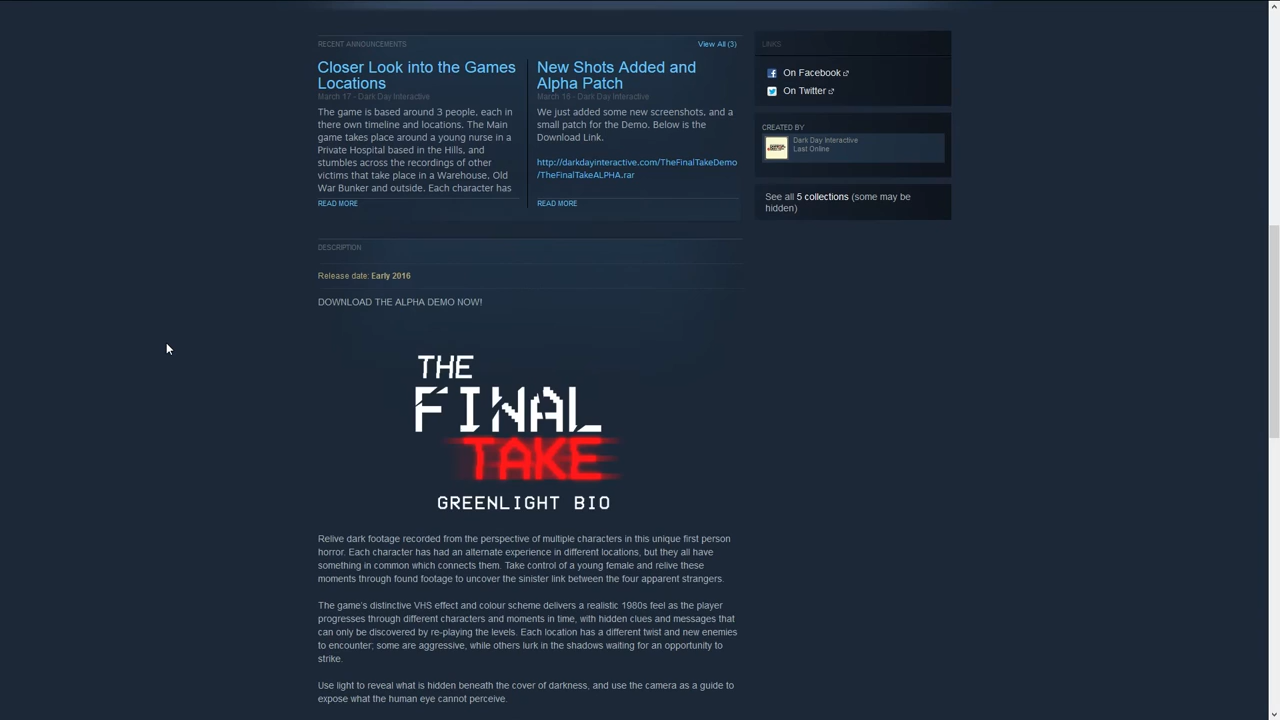 RECENT ANNOUNCEMENTS
View All (3)
Closer Look into the Games
Locations
March 17 - Dark Day Interactive
The game is based around 3 people, each in
there own timeline and locations. The Main
game takes place around a young nurse in a
Private Hospital based in the Hills, and
stumbles across the recordings of other
victims that take place in a Warehouse, Old
War Bunker and outside. Each character has
READ MORE
New Shots Added and
Alpha Patch
March 16 - Dark Day Interactive
We just added some new screenshots, and a
small patch for the Demo. Below is the
Download Link.
http://darkdayinteractive.com/TheFinalTakeDemo
/TheFinalTakeALPHA.rar
READ MORE
LINKS
On Facebook
On Twitter
CREATED BY
Dark Day Interactive
Last Online
See all 5 collections (some may be
hidden)
DESCRIPTION
Release date: Early 2016
DOWNLOAD THE ALPHA DEMO NOW!
THE
FINAL
TAKE
GREENLIGHT BIO
Relive dark footage recorded from the perspective of multiple characters in this unique first person
horror. Each character has had an alternate experience in different locations, but they all have
something in common which connects them. Take control of a young female and relive these
moments through found footage to uncover the sinister link between the four apparent strangers.
The game's distinctive VHS effect and colour scheme delivers a realistic 1980s feel as the player
progresses through different characters and moments in time, with hidden clues and messages that
can only be discovered by re-playing the levels. Each location has a different twist and new enemies
to encounter; some are aggressive, while others lurk in the shadows waiting for an opportunity to
strike.
Use light to reveal what is hidden beneath the cover of darkness, and use the camera as a guide to
expose what the human eye cannot perceive.